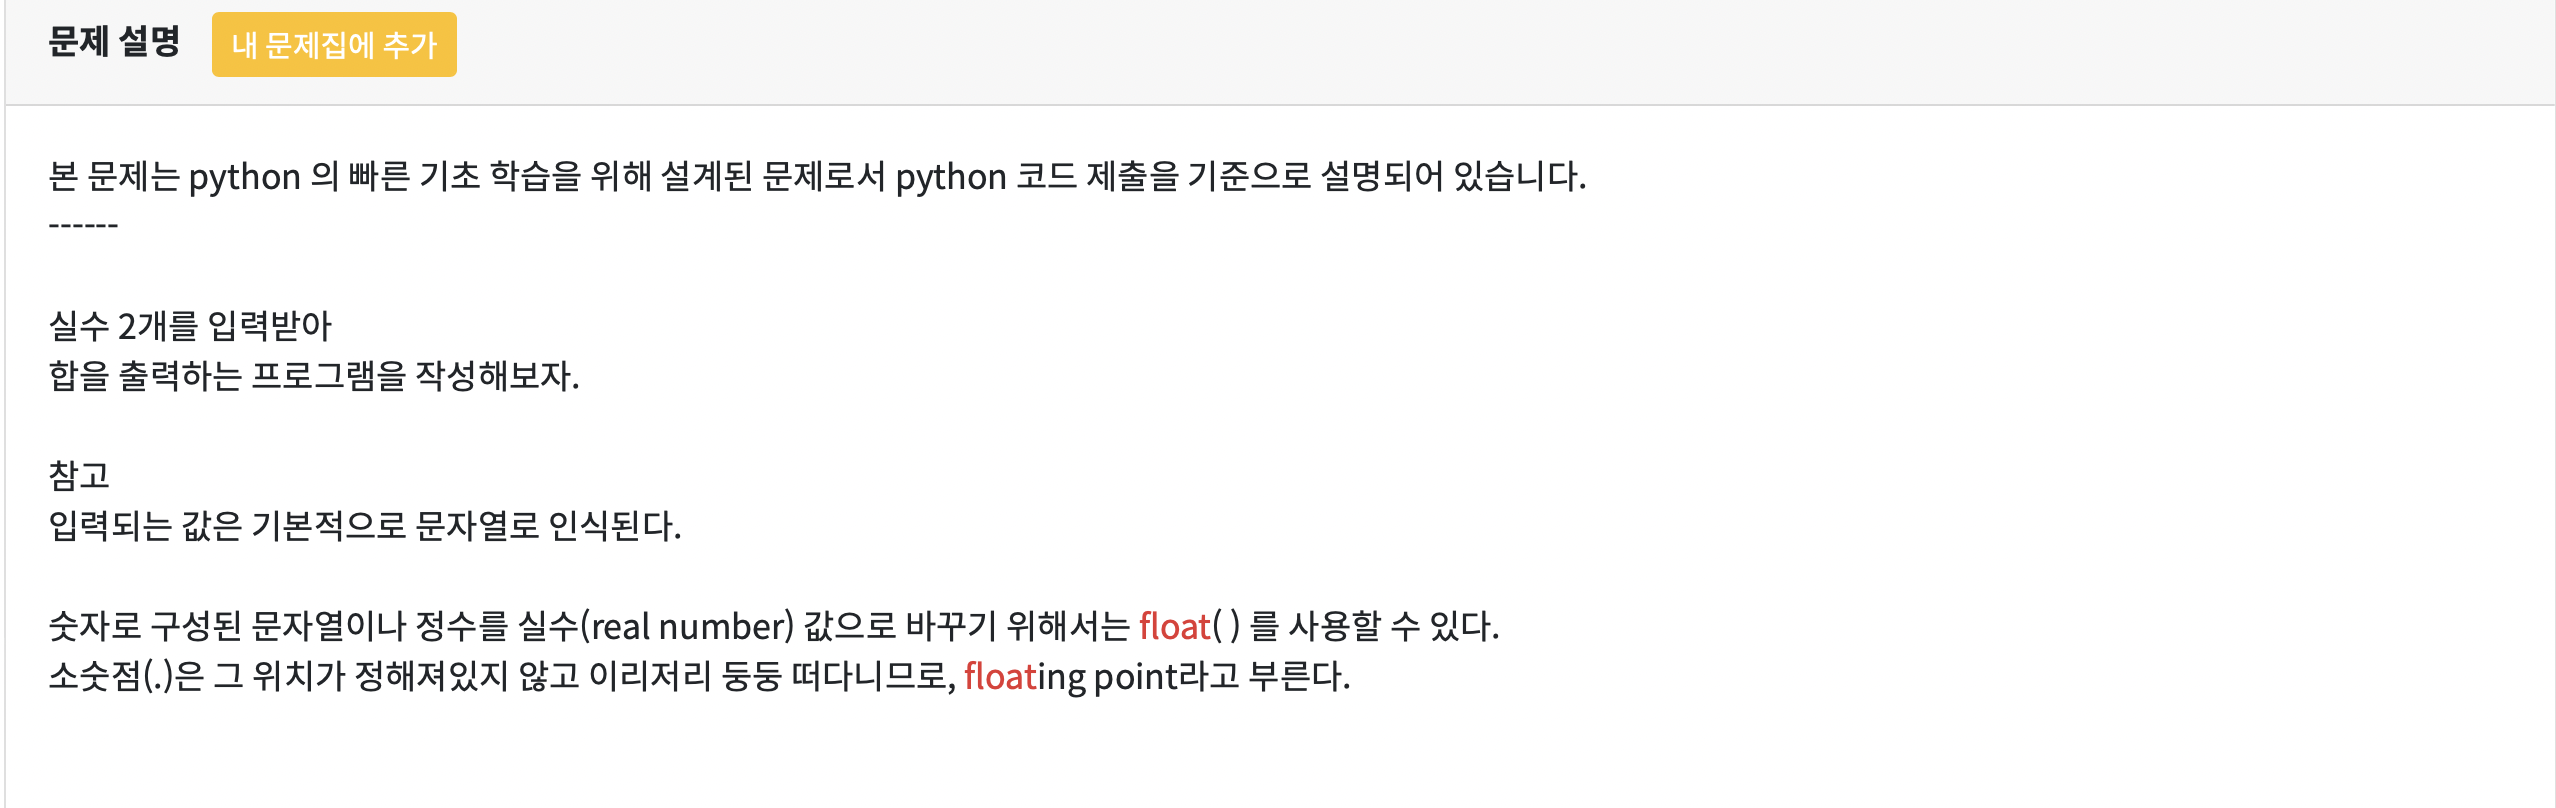 문제 설명
내 문제집에 추가
본 문제는 python 의 빠른 기초 학습을 위해 설계된 문제로서 python 코드 제출을 기준으로 설명되어 있습니다.
------
실수 2개를 입력받아
합을 출력하는 프로그램을 작성해보자.
참고
입력되는 값은 기본적으로 문자열로 인식된다.
숫자로 구성된 문자열이나 정수를 실수(real number) 값으로 바꾸기 위해서는 float( ) 를 사용할 수 있다.
소숫점(.)은 그 위치가 정해져있지 않고 이리저리 둥둥 떠다니므로, floating point라고 부른다.